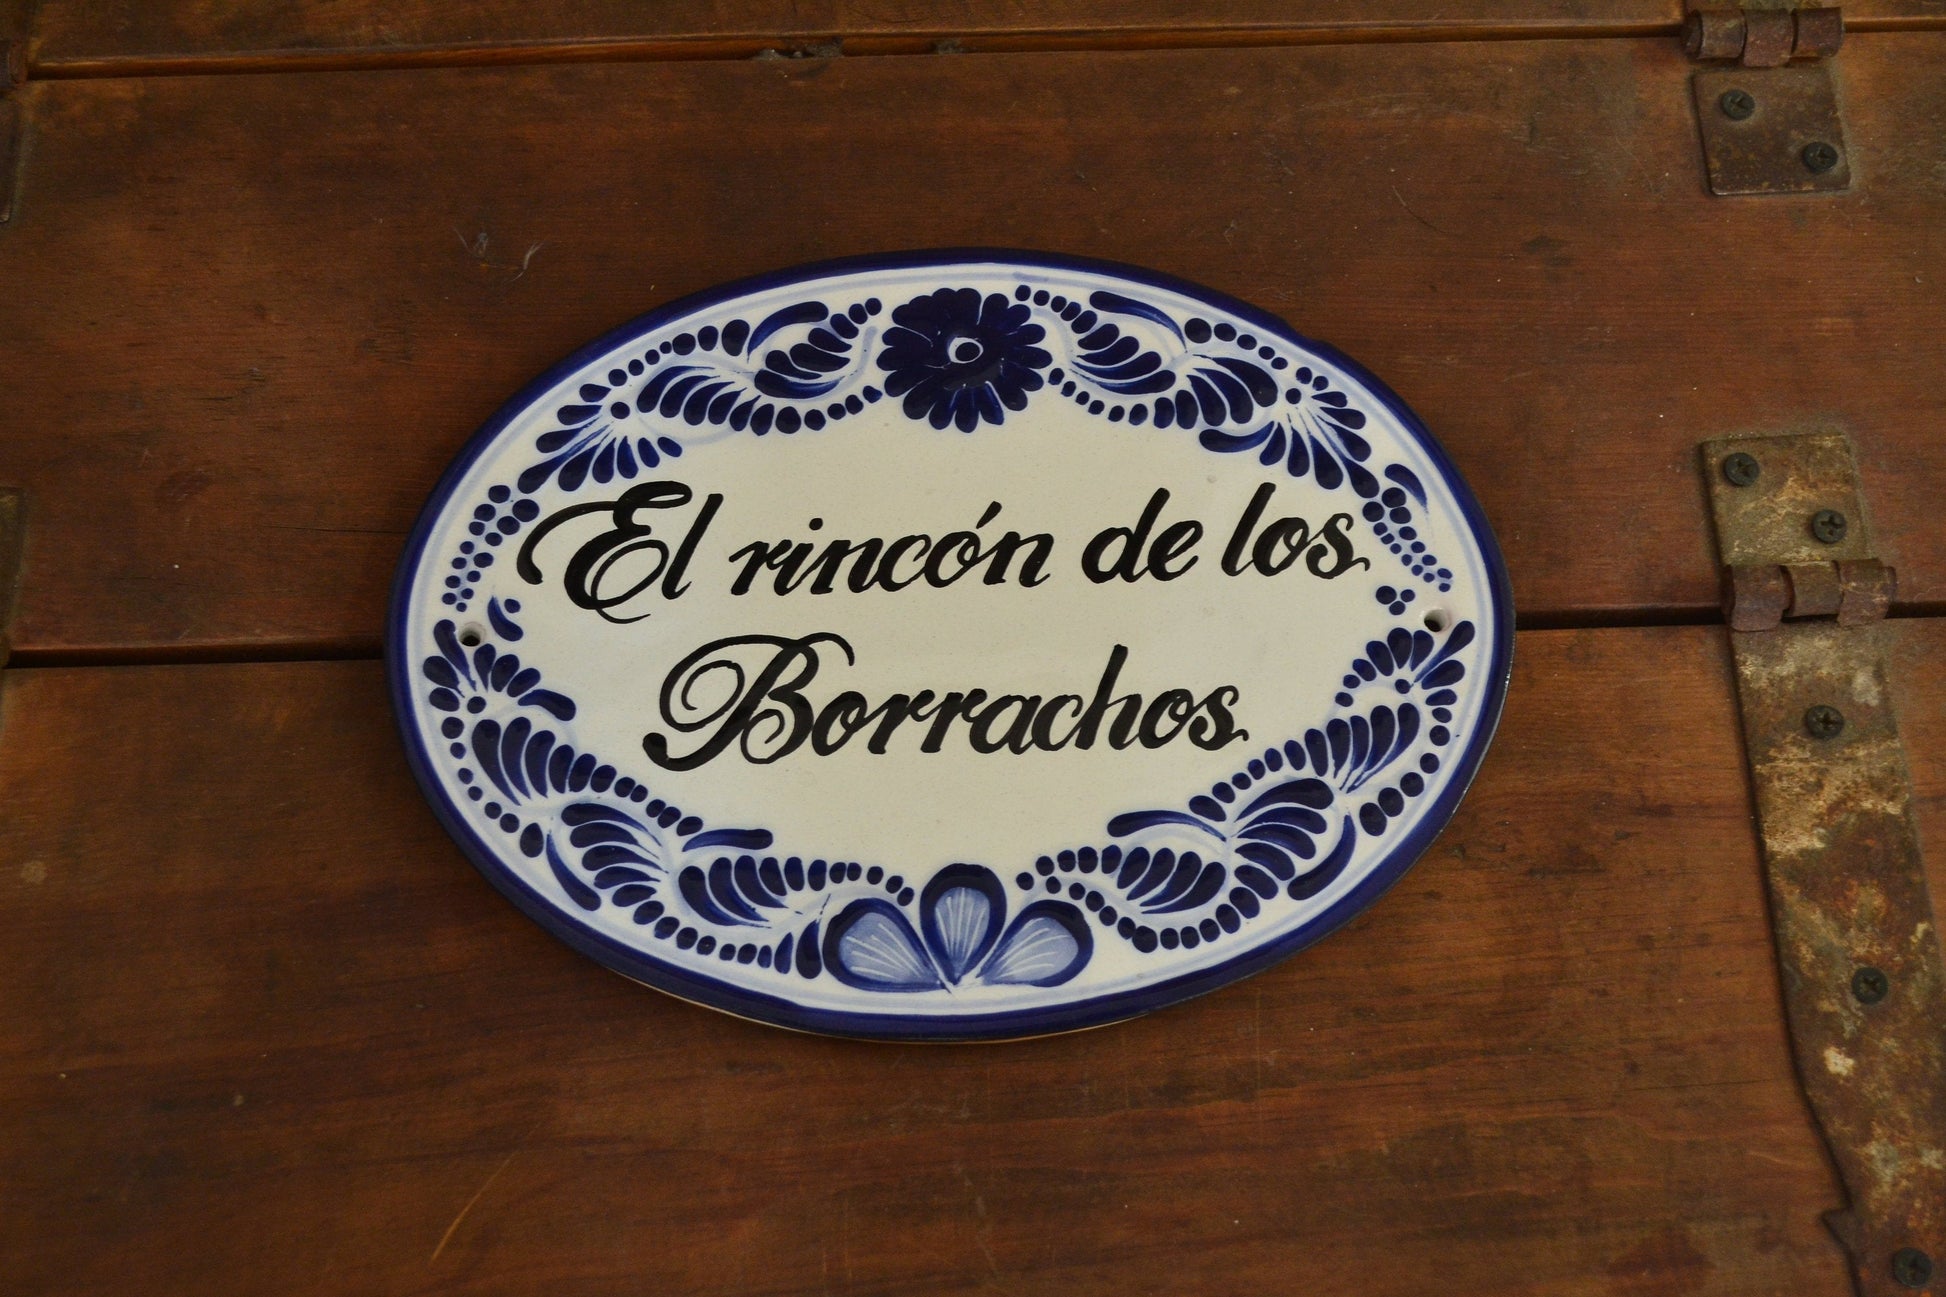 El rincón de los
Borrachos